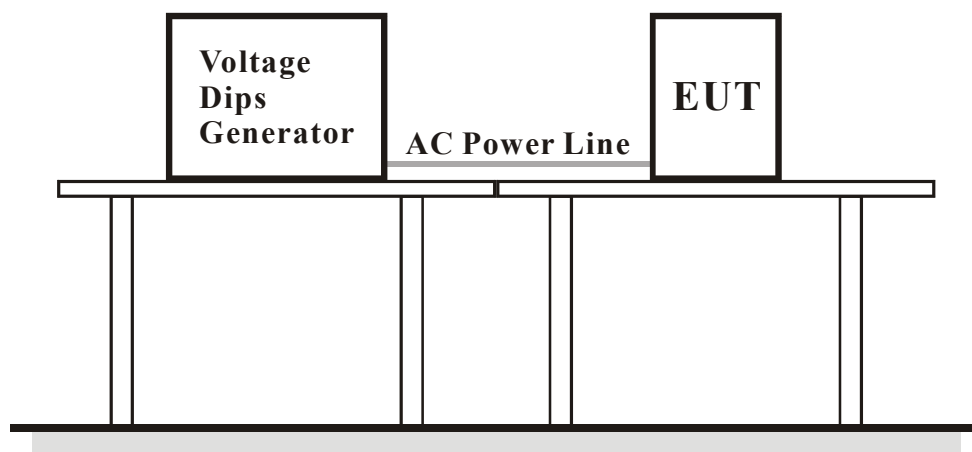 Voltage
Dips
Generator
AC Power Line
EUT